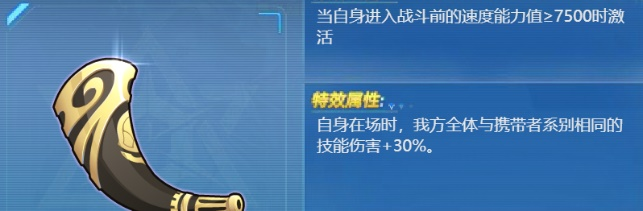 当自身进入战斗前的速度能力值≥7500时激
活
特效属性:
自身在场时，我方全体与携带者系别相同的
技能伤害+30%。